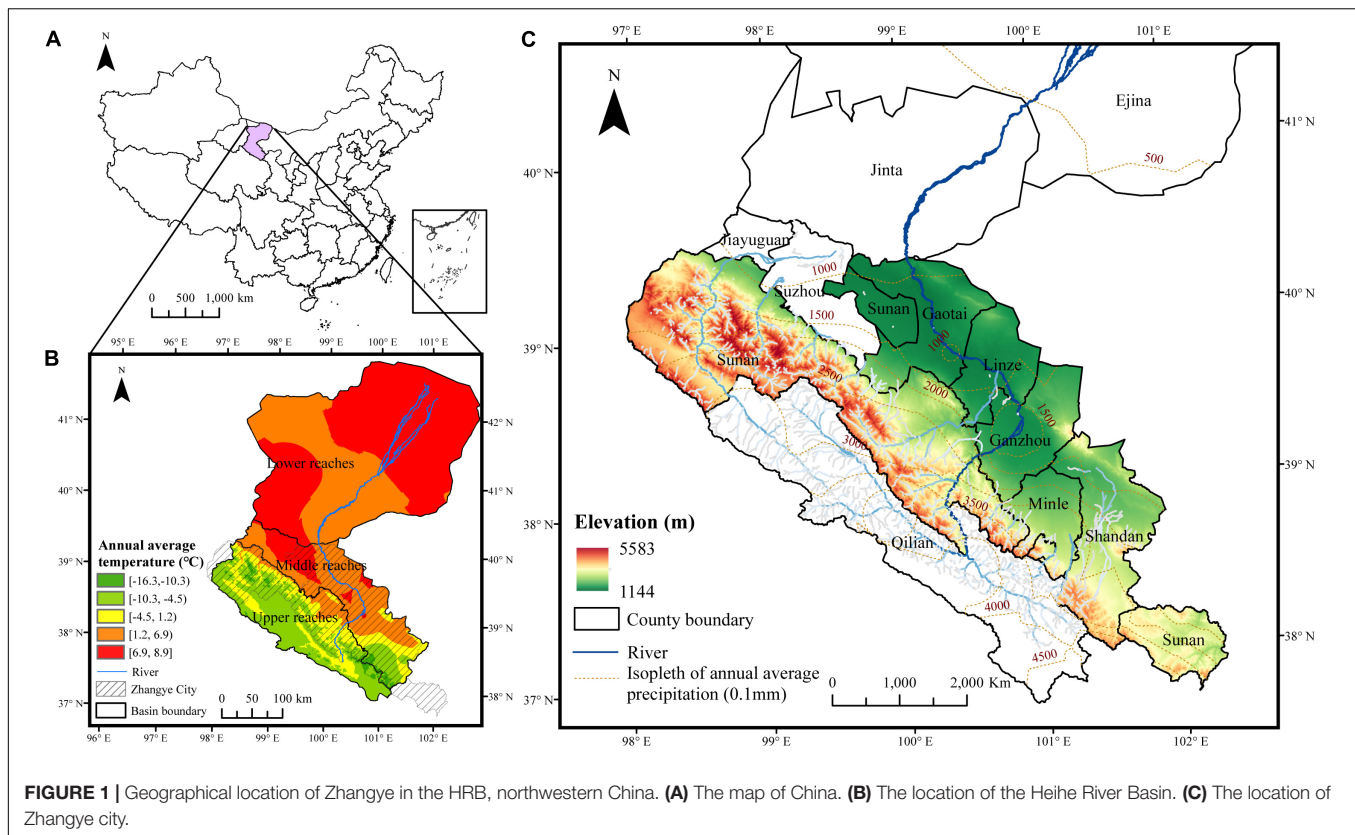 A
N
0 500 1,000 km
B
95° E 96° E 97° E 98° E 99° E 100° E 101° E
N
41° N
40° N
39° N
38° N
37° N
42° N
41° N
40° N
39° N
38° N
Lower reaches
Middle reaches
Upper reaches
Annual average
temperature (°C)
[-16.3,-10.3]
[-10.3, -4.5]
[-4.5, 1.2]
[1.2, 6.9]
[6.9, 8.9]
River
Zhangye City
Basin boundary
0 25 50 100 km
96° E 97° E 98° E 99° E 100° E 101° E 102° E
C
97° E 98° E 99° E 100° E 101° E
N
40° N
39° N
38° N
37° N
41° N
40° N
39° N
38° N
Ejina
500
Jinta
Jiayuguan
1000
Suzhou
Sunan
Gaotai
1500
1000
Sunan
Linze
2500
2000
1500
Ganzhou
3000
3500
Minle
Shandan
Qilian
4000
Sunan
4500
Elevation (m)
5583
1144
County boundary
River
Isopleth of annual average
precipitation (0.1mm)
0 1,000 2,000 Km
98° E 99° E 100° E 101° E 102° E
FIGURE 1 | Geographical location of Zhangye in the HRB, northwestern China. (A) The map of China. (B) The location of the Heihe River Basin. (C) The location of
Zhangye city.